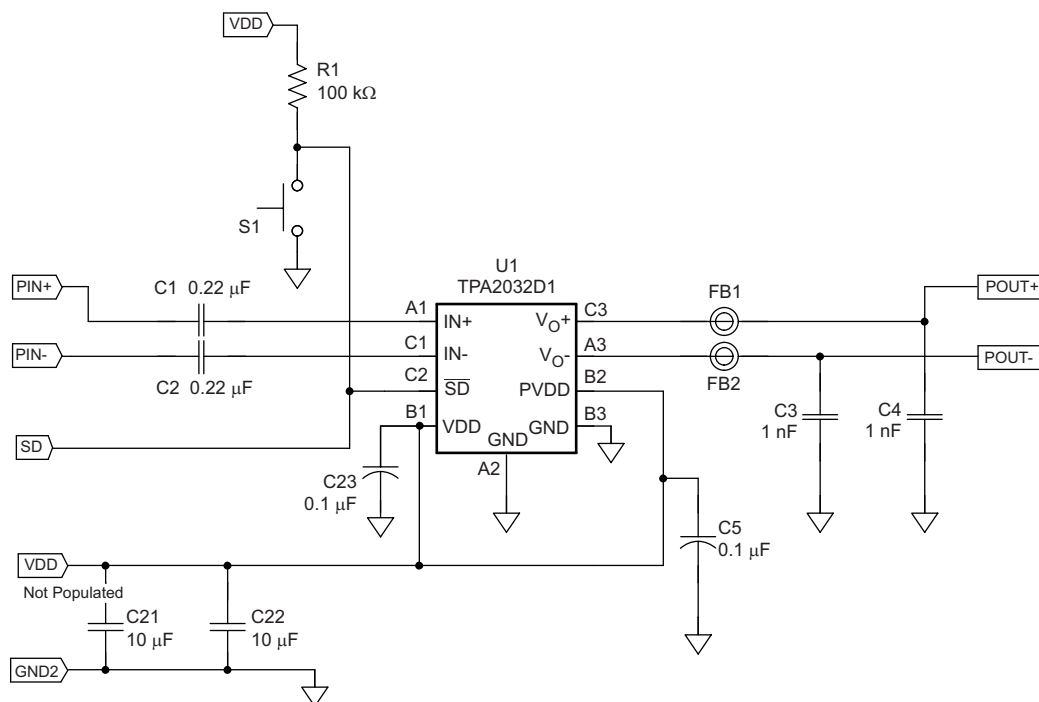 VDD
R1
100 kΩ
S1
U1
TPA2032D1
PIN+
C1 0.22 µF
A1
IN+
VO+
C3
FB1
POUT+
PIN-
C2 0.22 µF
C1
IN-
VO-
A3
FB2
POUT-
C2
SD
PVDD
B2
SD
B1
VDD
GND
GND
B3
A2
C23
0.1 µF
C3
1 nF
C4
1 nF
C5
0.1 µF
VDD
Not Populated
C21
10 µF
C22
10 µF
GND2